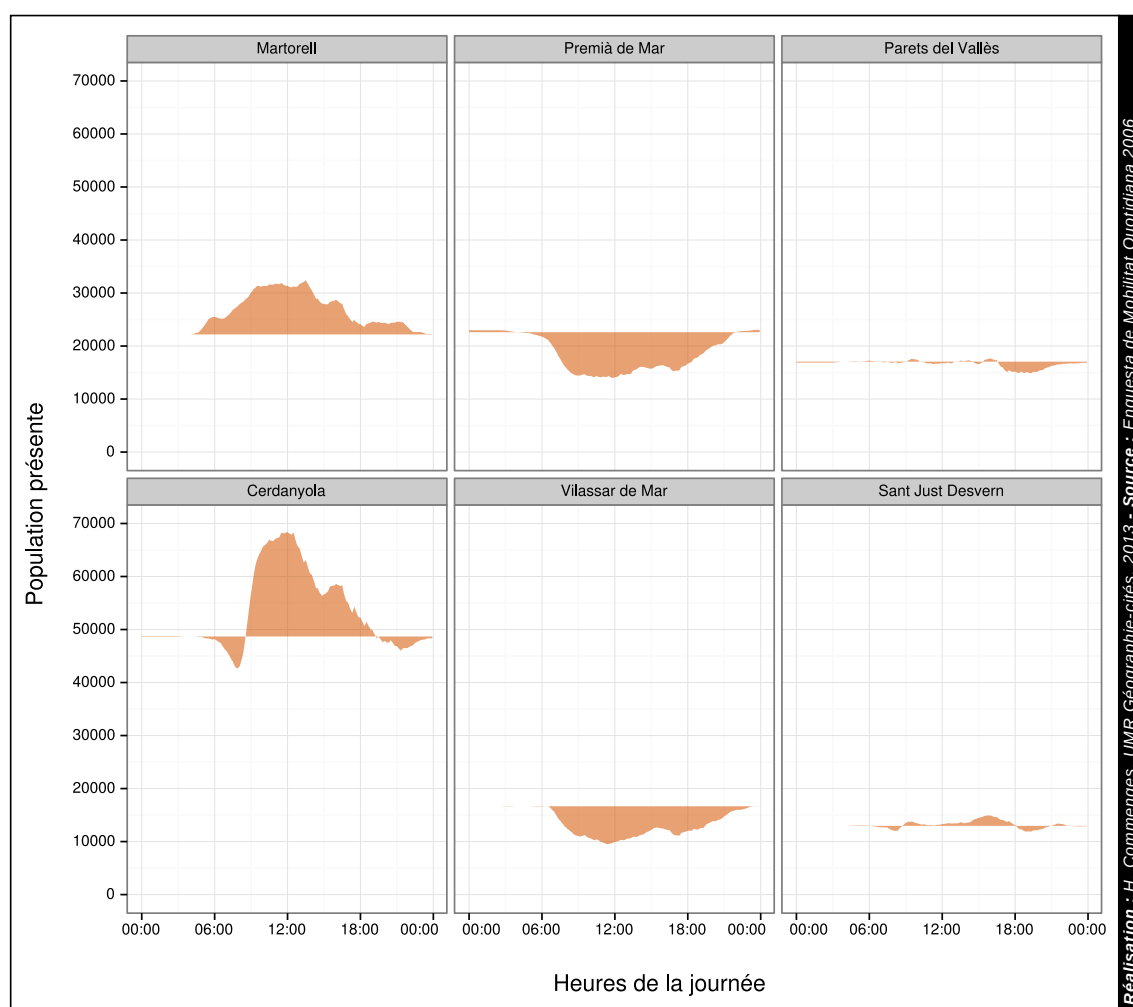 Martorell
Premià de Mar
Parets del Vallès
70000
60000
50000
40000
30000
20000
10000
0
Cerdanyola
Vilassar de Mar
Sant Just Desvern
70000
60000
50000
40000
30000
20000
10000
0
00:00 06:00 12:00 18:00 00:00
00:00 06:00 12:00 18:00 00:00
00:00 06:00 12:00 18:00 00:00
Population présente
Heures de la journée
Réalisation : H. Commenges, UMR Géographie-cités, 2013 - Source : Enquesta de Mobilitat Quotidiana 2006